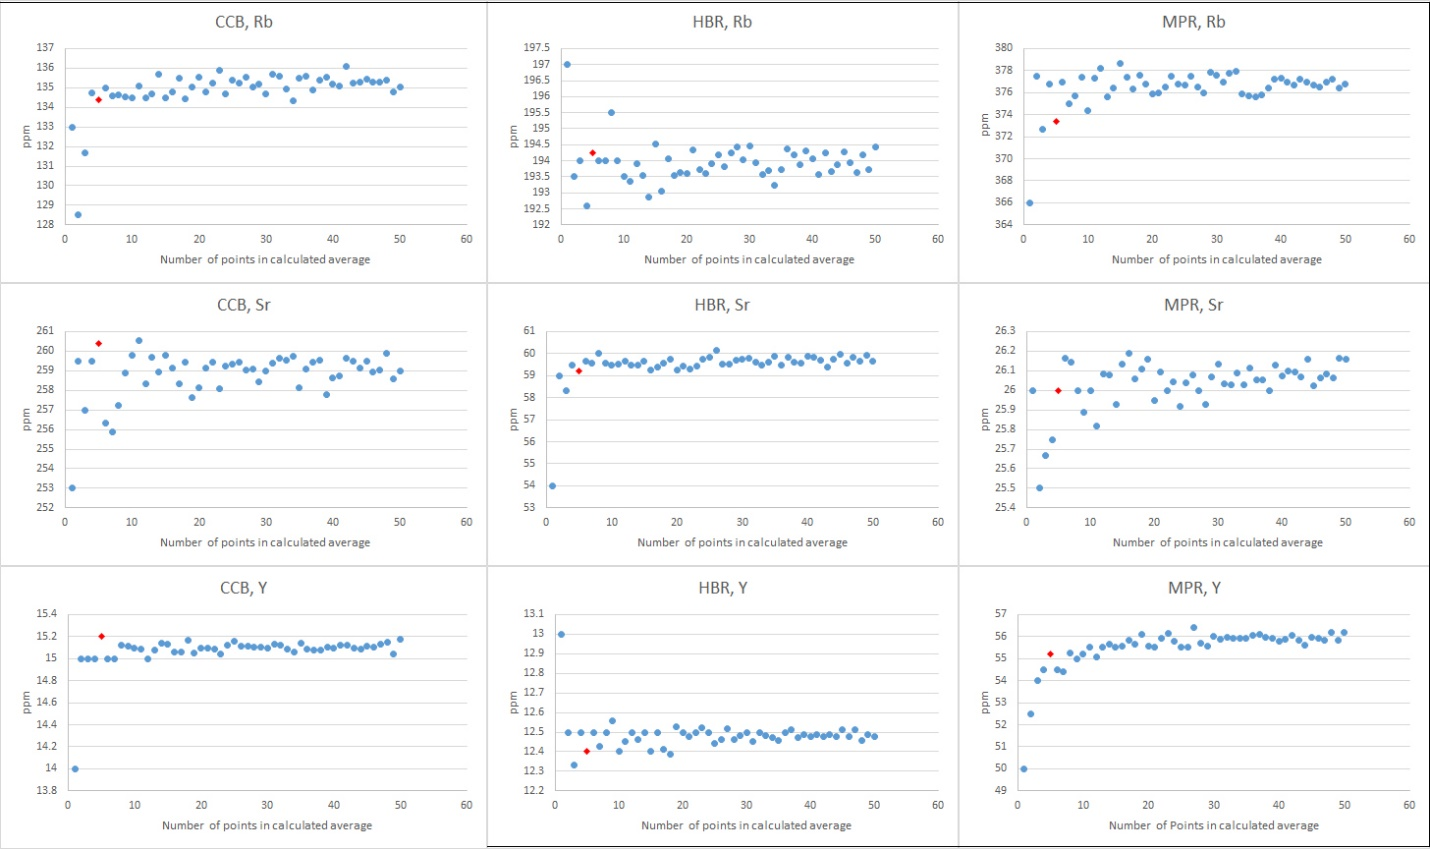 CCB, Rb
137
136
135
134
133
132
131
130
129
128
ppm
0 10 20 30 40 50 60
Number of points in calculated average
HBR, Rb
197.5
197
196.5
196
195.5
195
194.5
194
193.5
193
192.5
192
ppm
0 10 20 30 40 50 60
Number of points in calculated average
MPR, Rb
380
378
376
374
372
370
368
366
364
ppm
0 10 20 30 40 50 60
Number of points in calculated average
CCB, Sr
261
260
259
258
257
256
255
254
253
252
ppm
0 10 20 30 40 50 60
Number of points in calculated average
HBR, Sr
61
60
59
58
57
56
55
54
53
ppm
0 10 20 30 40 50 60
Number of points in calculated average
MPR, Sr
26.3
26.2
26.1
26
25.9
25.8
25.7
25.6
25.5
25.4
ppm
0 10 20 30 40 50 60
Number of points in calculated average
CCB, Y
15.4
15.2
15
14.8
14.6
14.4
14.2
14
13.8
ppm
0 10 20 30 40 50 60
Number of points in calculated average
HBR, Y
13.1
13
12.9
12.8
12.7
12.6
12.5
12.4
12.3
12.2
ppm
0 10 20 30 40 50 60
Number of points in calculated average
MPR, Y
57
56
55
54
53
52
51
50
49
ppm
0 10 20 30 40 50 60
Number of Points in calculated average